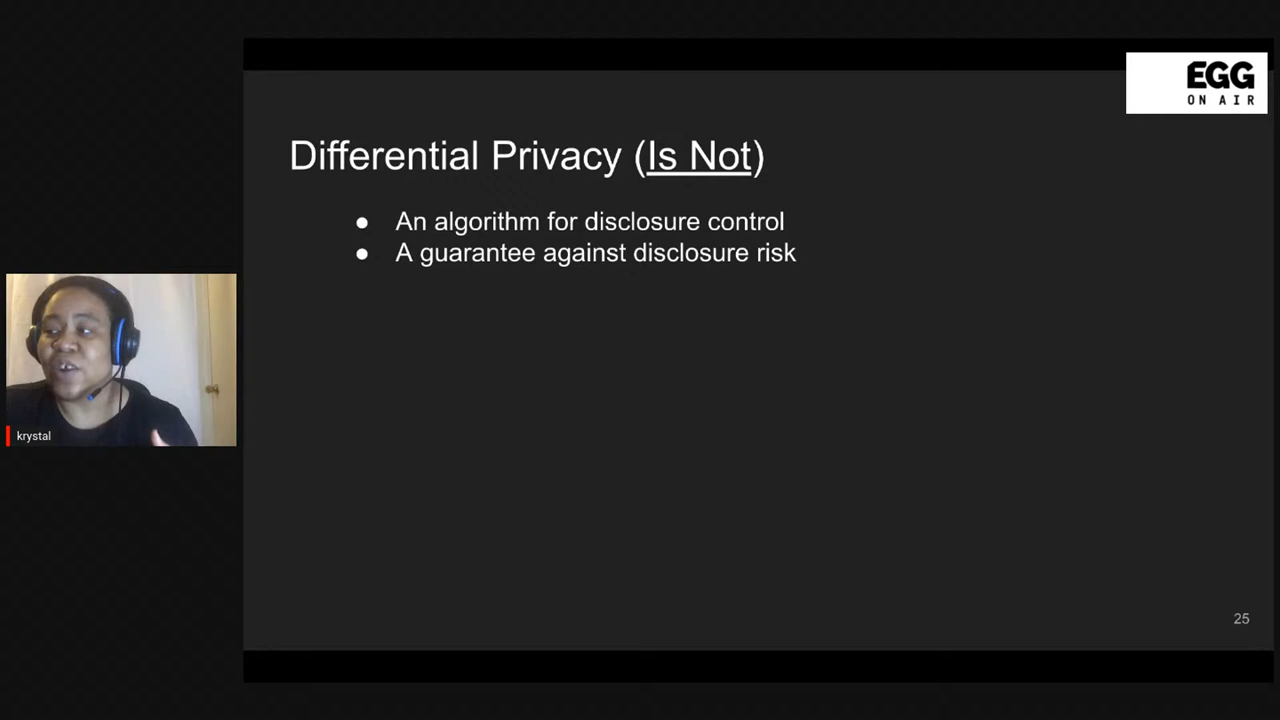 EGG
ON AIR
Differential Privacy (Is Not)
● An algorithm for disclosure control
● A guarantee against disclosure risk
krystal
25